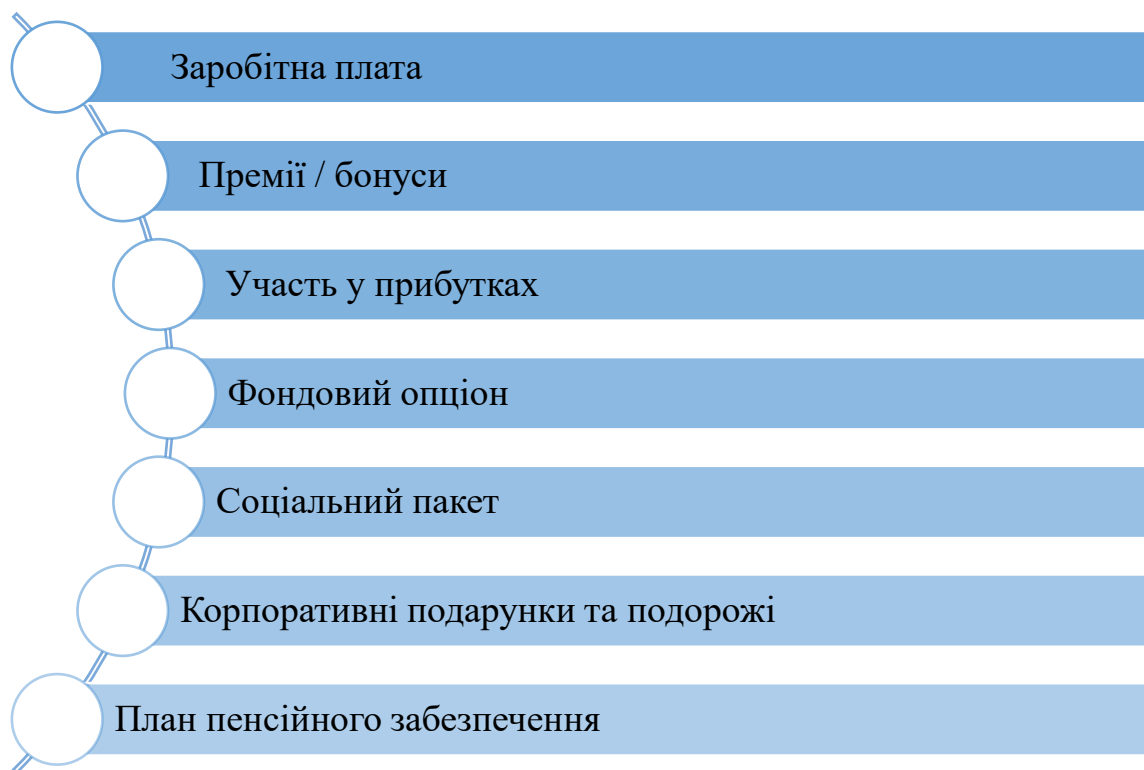 Заробітна плата
Премії / бонуси
Участь у прибутках
Фондовий опціон
Соціальний пакет
Корпоративні подарунки та подорожі
План пенсійного забезпечення